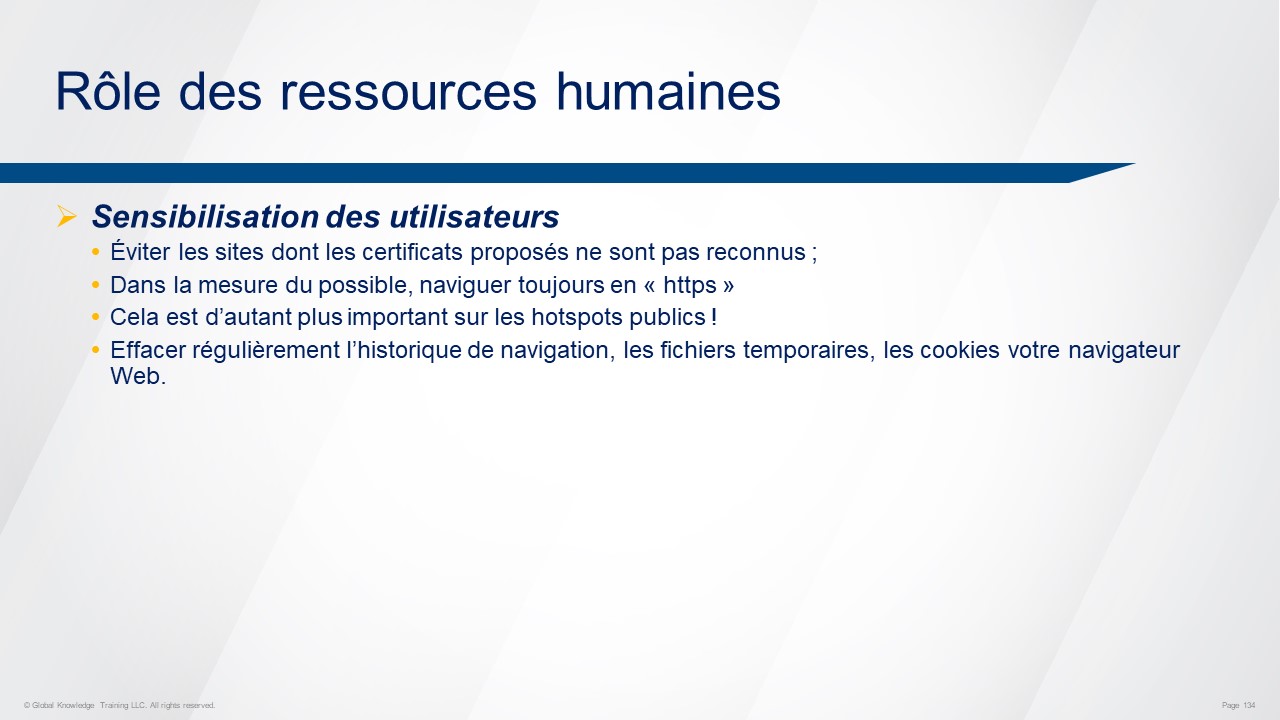 Rôle des ressources humaines
Sensibilisation des utilisateurs
Éviter les sites dont les certificats proposés ne sont pas reconnus ;
Dans la mesure du possible, naviguer toujours en « https »
Cela est d’autant plus important sur les hotspots publics !
Effacer régulièrement l’historique de navigation, les fichiers temporaires, les cookies votre navigateur
Web.
© Global Knowledge Training LLC. All rights reserved.
Page 134